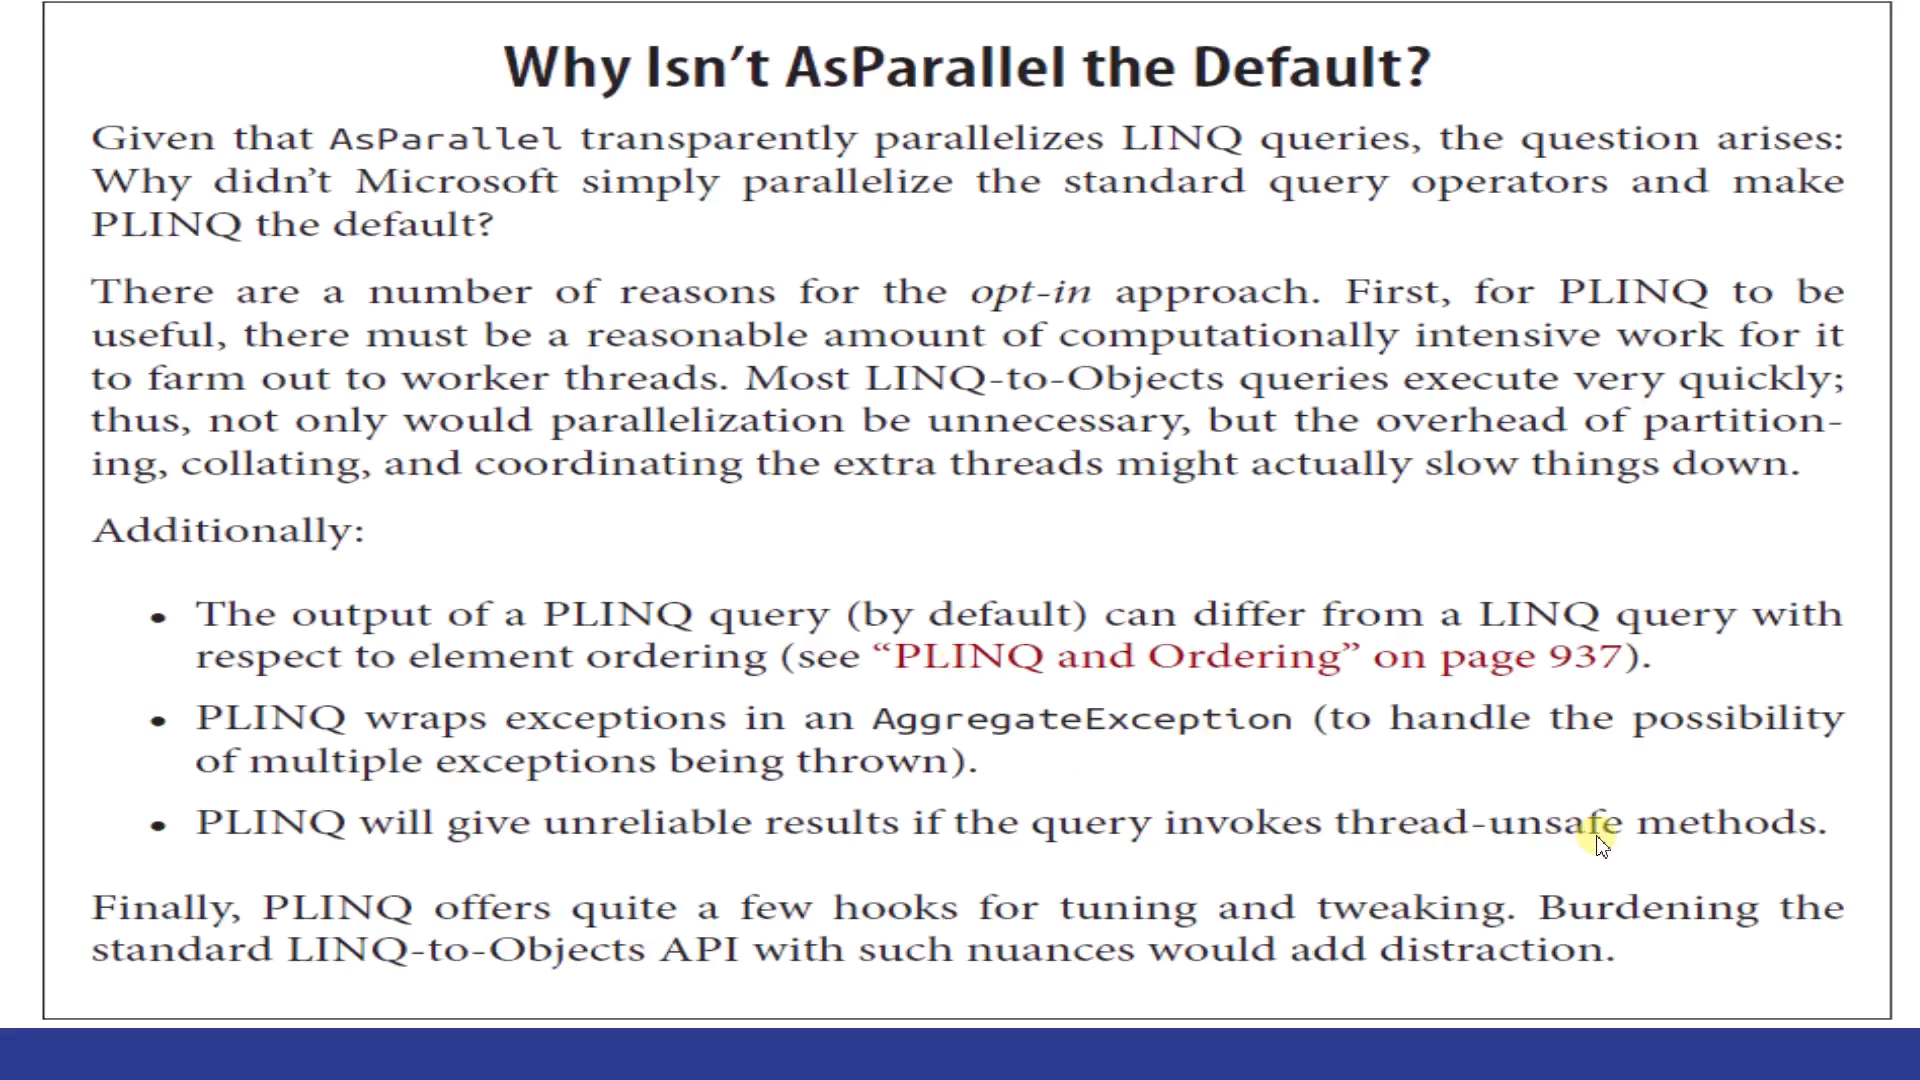 Why Isn’t AsParallel the Default?
Given that AsParallel transparently parallelizes LINQ queries, the question arises:
Why didn’t Microsoft simply parallelize the standard query operators and make
PLINQ the default?
There are a number of reasons for the opt-in approach. First, for PLINQ to be
useful, there must be a reasonable amount of computationally intensive work for it
to farm out to worker threads. Most LINQ-to-Objects queries execute very quickly;
thus, not only would parallelization be unnecessary, but the overhead of partition-
ing, collating, and coordinating the extra threads might actually slow things down.
Additionally:
• The output of a PLINQ query (by default) can differ from a LINQ query with
respect to element ordering (see “PLINQ and Ordering” on page 937).
• PLINQ wraps exceptions in an AggregateException (to handle the possibility
of multiple exceptions being thrown).
• PLINQ will give unreliable results if the query invokes thread-unsafe methods.
Finally, PLINQ offers quite a few hooks for tuning and tweaking. Burdening the
standard LINQ-to-Objects API with such nuances would add distraction.